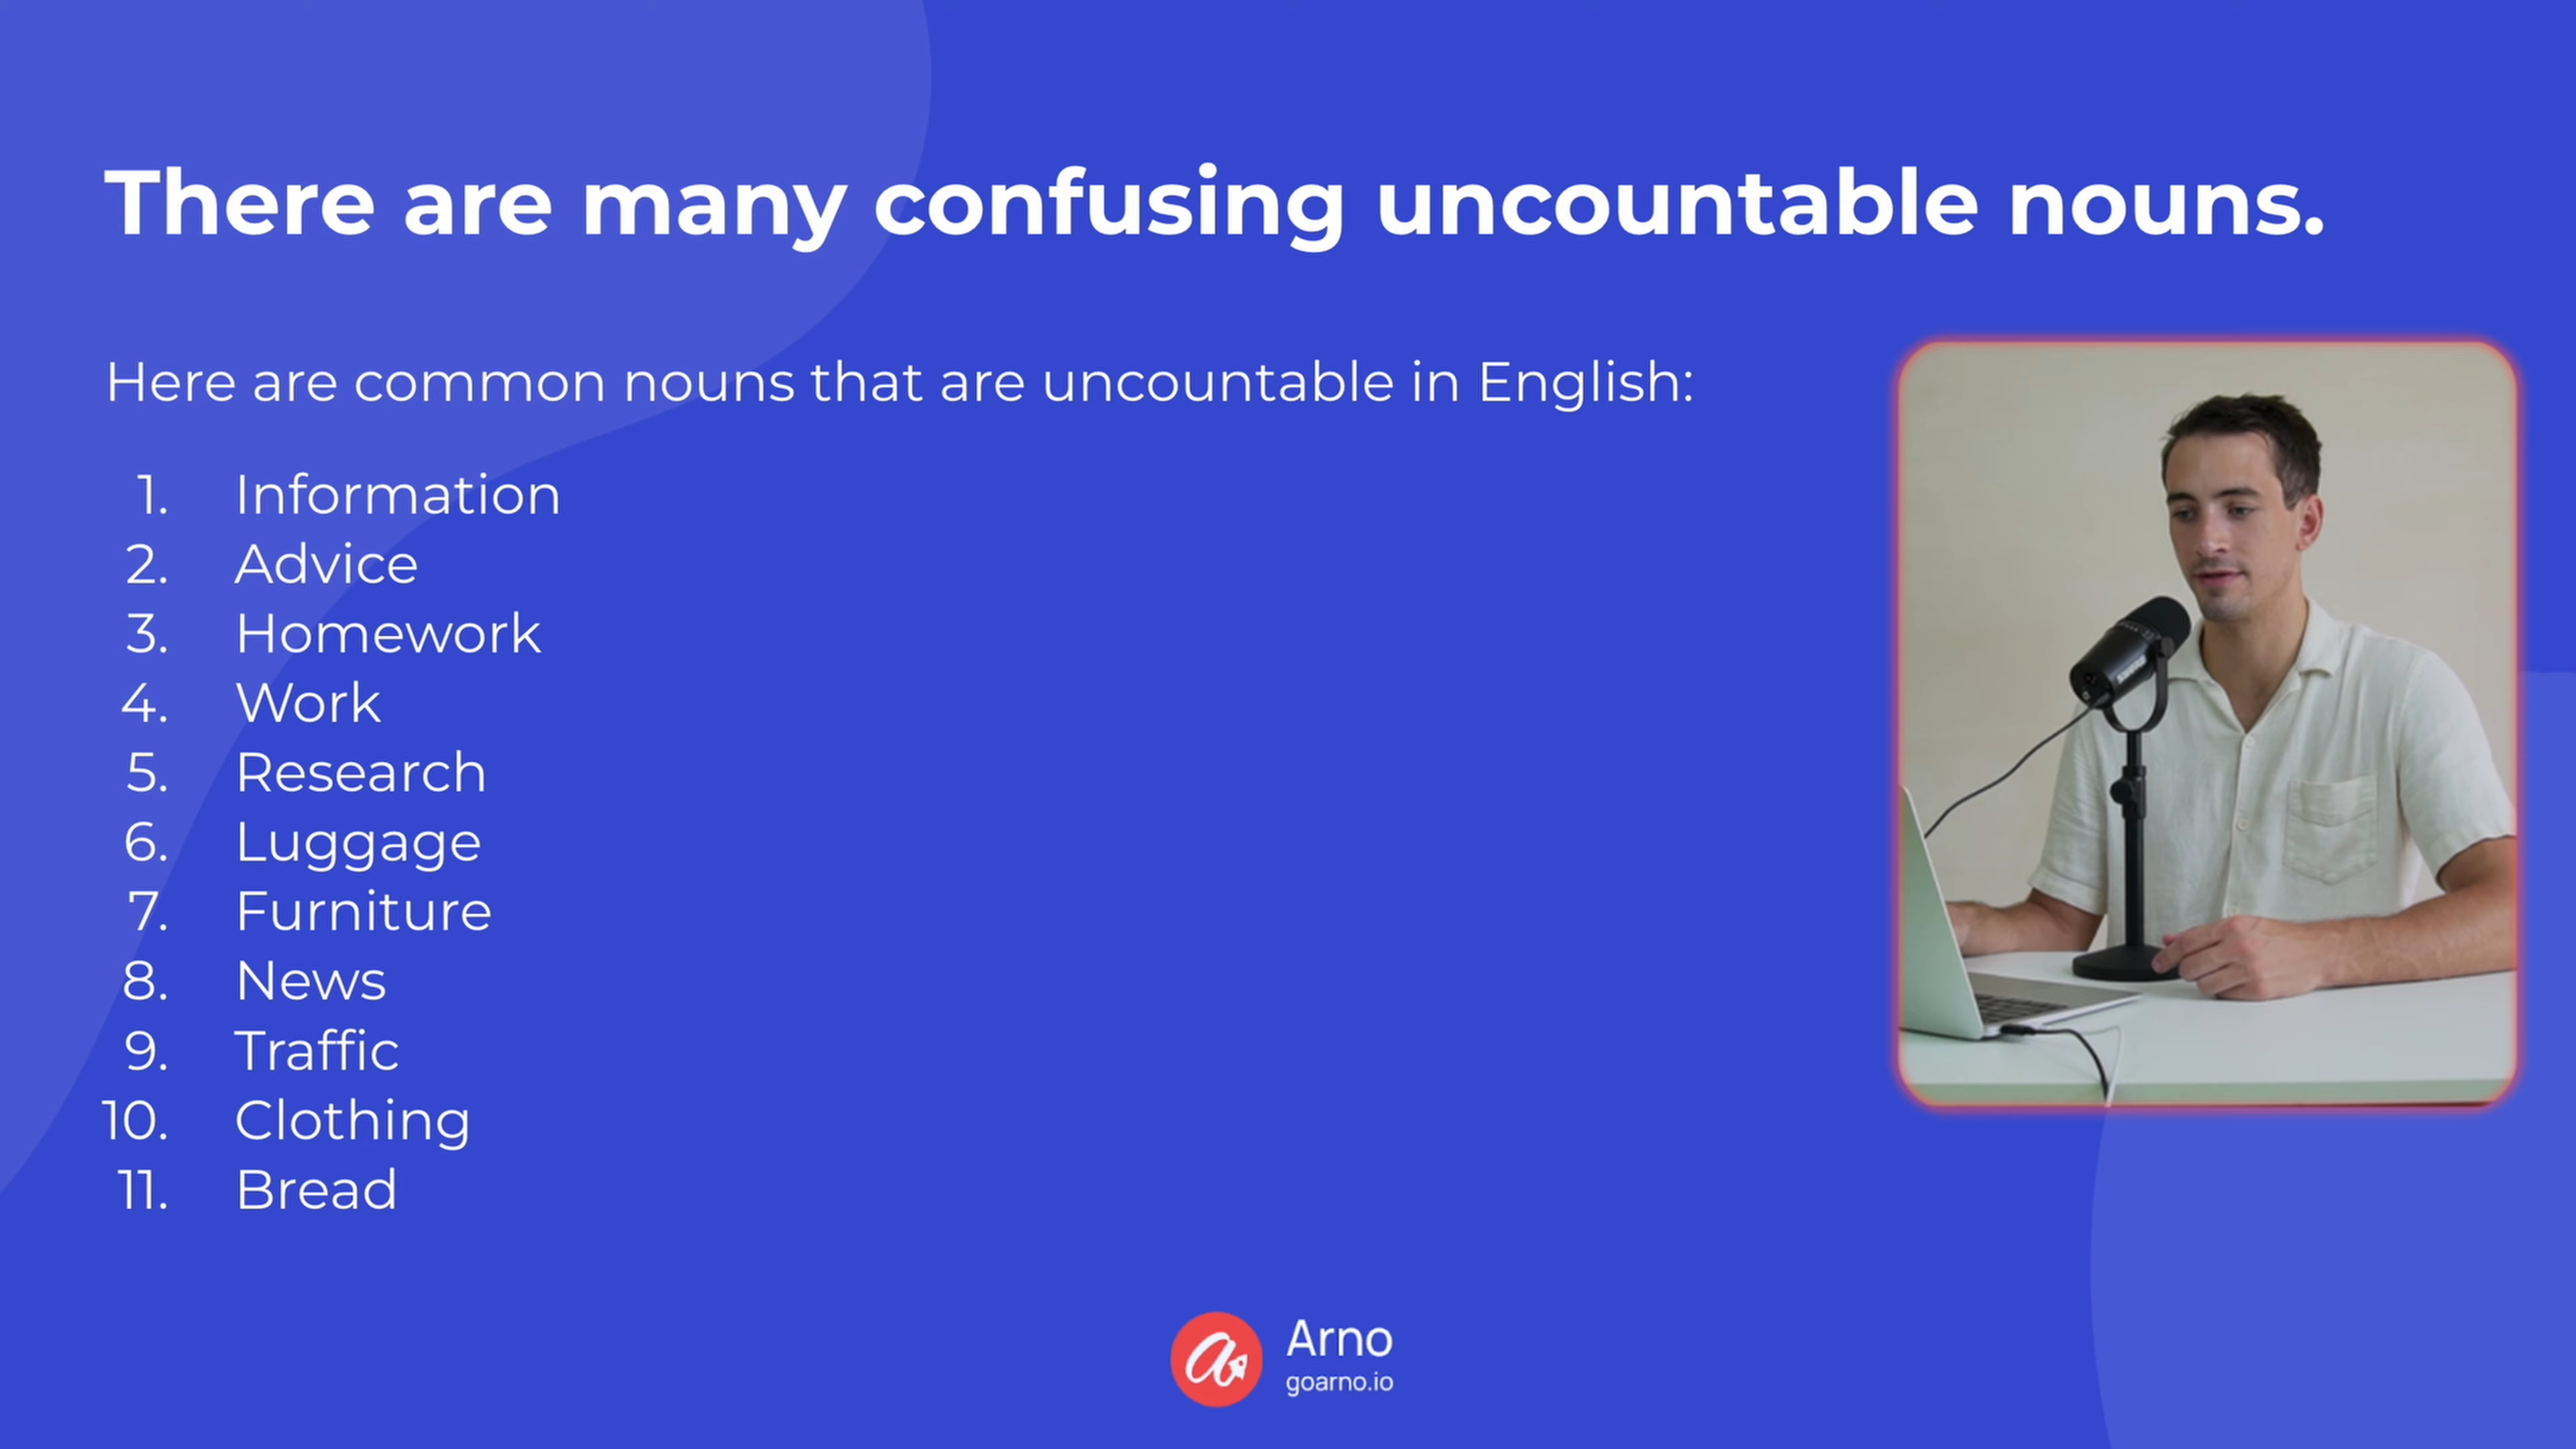 There are many confusing uncountable nouns.
Here are common nouns that are uncountable in English:
1. Information
2. Advice
3. Homework
4. Work
5. Research
6. Luggage
7. Furniture
8. News
9. Traffic
10. Clothing
11. Bread
Arno
goarno.io